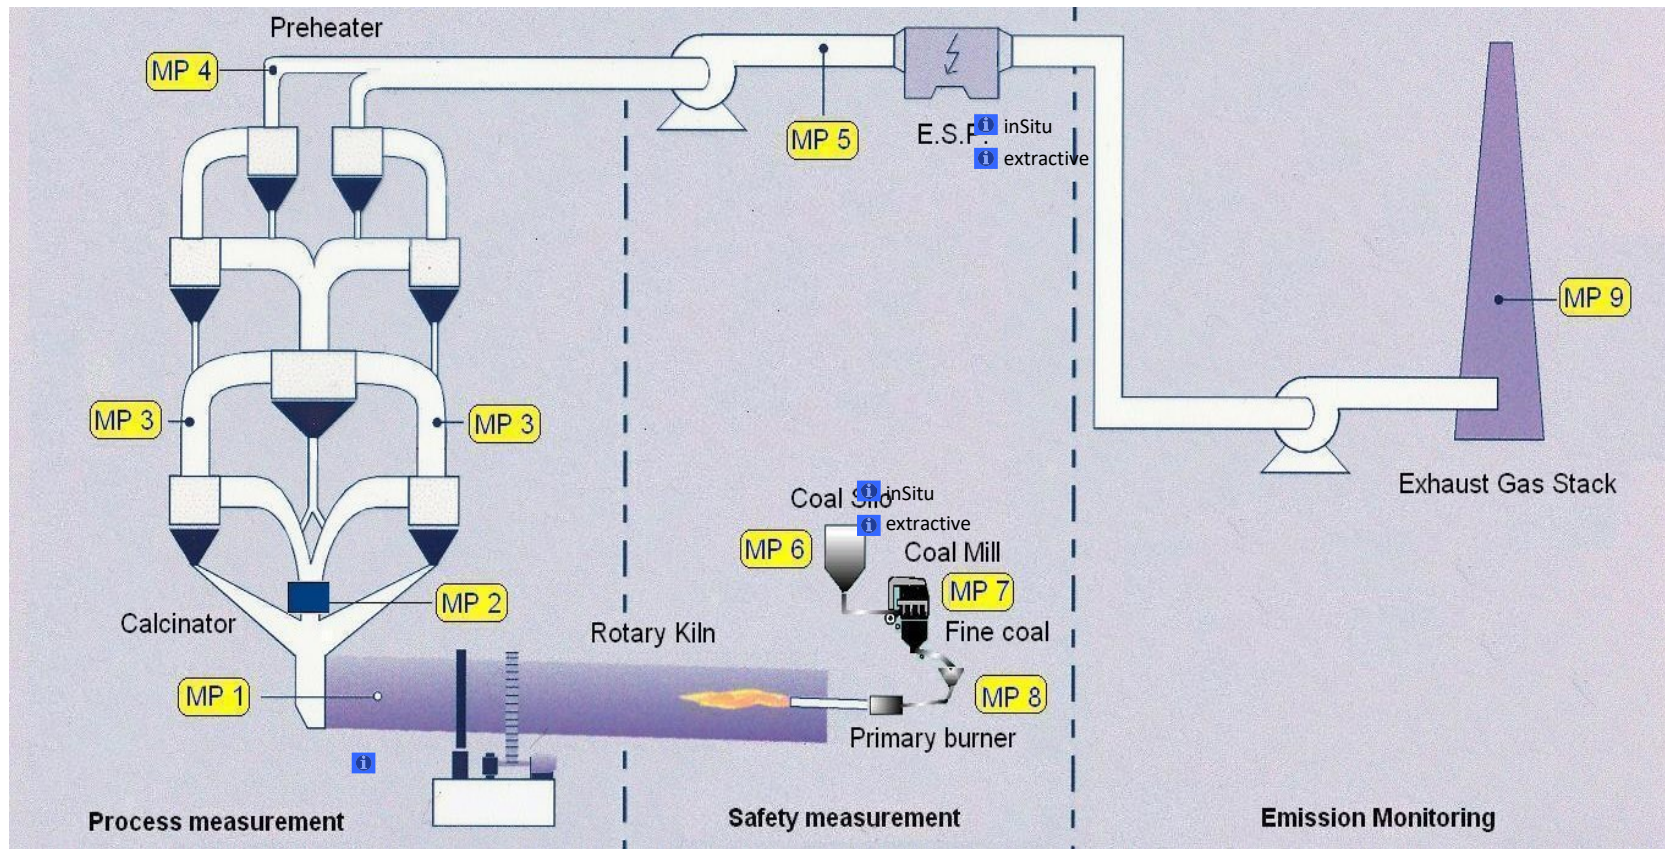 Preheater
MP 4
MP 5
E.S.P.
inSitu
extractive
MP 9
MP 3
MP 3
Exhaust Gas Stack
Coal Silo
inSitu
extractive
MP 6
Coal Mill
MP 7
MP 2
Calcinator
Rotary Kiln
Fine coal
MP 1
MP 8
Primary burner
Process measurement
Safety measurement
Emission Monitoring